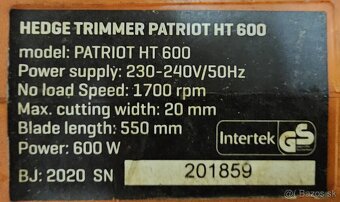 HEDGE TRIMMER PATRIOT HT 600
model: PATRIOT HT 600
Power supply: 230-240V/50Hz
No load Speed: 1700 rpm
Max. cutting width: 20 mm
Blade length: 550 mm
Power: 600 W
Intertek GS
BJ: 2020 SN 201859
© Bazos.sk